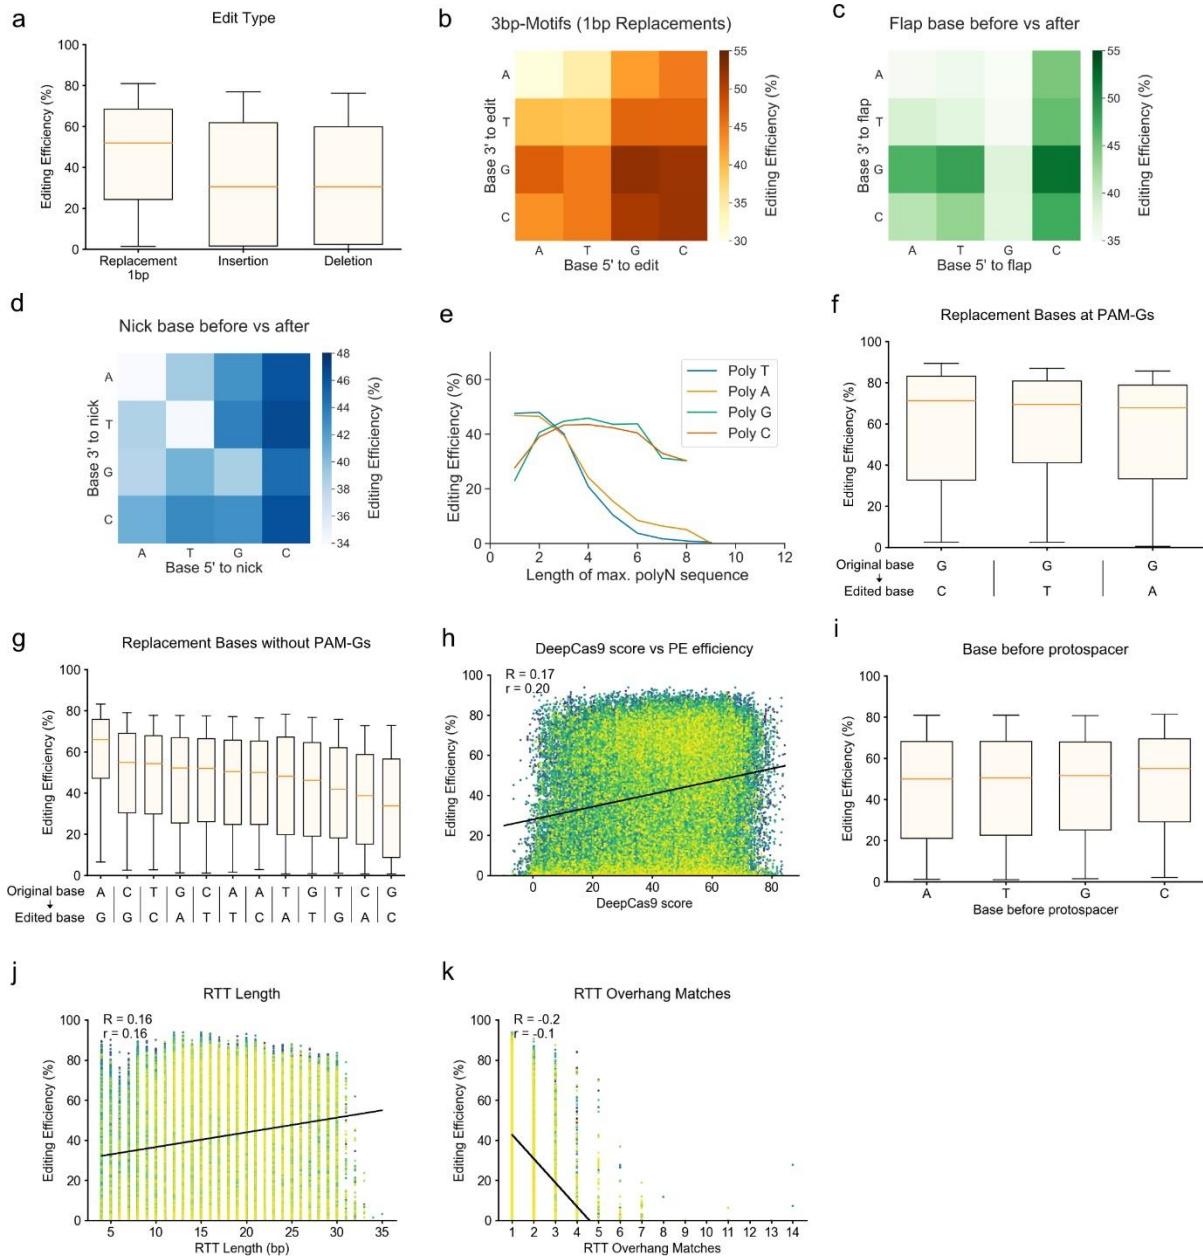 a
Edit Type
Editing Efficiency (%)
100
80
60
40
20
0
Replacement
1bp
Insertion
Deletion
b
3bp-Motifs (1bp Replacements)
Base 3' to edit
A
T
G
C
A T G C
Base 5' to edit
55
50
45
40
35
30
Editing Efficiency (%)
c
Flap base before vs after
Base 3' to flap
A
T
G
C
A T G C
Base 5' to flap
55
50
45
40
35
Editing Efficiency (%)
d
Nick base before vs after
Base 3' to nick
A
T
G
C
A T G C
Base 5' to nick
48
46
44
42
40
38
36
34
Editing Efficiency (%)
e
Editing Efficiency (%)
60
40
20
0
Poly T
Poly A
Poly G
Poly C
0 2 4 6 8 10 12
Length of max. polyN sequence
f
Replacement Bases at PAM-Gs
Editing Efficiency (%)
100
80
60
40
20
0
Original base G G G
Edited base C T A
g
Replacement Bases without PAM-Gs
Editing Efficiency (%)
100
80
60
40
20
0
Original base A C T G C A A T G T C G
Edited base G G C A T T C A T G A C
h
DeepCas9 score vs PE efficiency
R = 0.17
r = 0.20
Editing Efficiency (%)
100
80
60
40
20
0
0 20 40 60 80
DeepCas9 score
i
Base before protospacer
Editing Efficiency (%)
100
80
60
40
20
0
A T G C
Base before protospacer
j
RTT Length
R = 0.16
r = 0.16
Editing Efficiency (%)
100
80
60
40
20
0
5 10 15 20 25 30 35
RTT Length (bp)
k
RTT Overhang Matches
R = -0.2
r = -0.1
Editing Efficiency (%)
100
80
60
40
20
0
1 2 3 4 5 6 7 8 9 10 11 12 13 14
RTT Overhang Matches